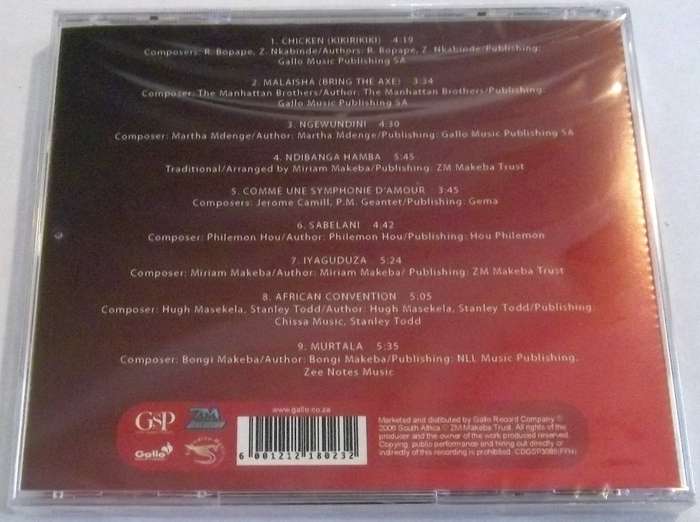 1. CHICKEN (KIKIRIKIKI) 4:19
Composers: R. Bopape, Z. Nkabinde/Authors: R. Bopape, Z. Nkabinde/Publishing:
Gallo Music Publishing SA
2. MALAISHA (BRING THE AXE) 3:34
Composer: The Manhattan Brothers/Author: The Manhattan Brothers/Publishing:
Gallo Music Publishing SA
3. NGEWUNDINI 4:30
Composer: Martha Mdenge/Author: Martha Mdenge/Publishing: Gallo Music Publishing SA
4. NDIBANGA HAMBA 5:45
Traditional/Arranged by Miriam Makeba/Publishing: ZM Makeba Trust
5. COMME UNE SYMPHONIE D'AMOUR 3:45
Composers: Jerome Camill, P.M. Geantet/Publishing: Gema
6. SABELANI 4:42
Composer: Philemon Hou/Author: Philemon Hou/Publishing: Hou Philemon
7. IYAGUDUZA 5:24
Composer: Miriam Makeba/Author: Miriam Makeba/ Publishing: ZM Makeba Trust
8. AFRICAN CONVENTION 5:05
Composer: Hugh Masekela, Stanley Todd/Author: Hugh Masekela, Stanley Todd/Publishing:
Chissa Music, Stanley Todd
9. MURTALA 5:35
Composer: Bongi Makeba/Author: Bongi Makeba/Publishing: NLL Music Publishing,
Zee Notes Music
GSP
ZM
Gallo
www.gallo.co.za
6 001212 180232
Marketed and distributed by Gallo Record Company ℗
2006 South Africa © ZM Makeba Trust. All rights of the
producer and the owner of the work produced reserved.
Copying, public performance and hiring out directly or
indirectly of this recording is prohibited. CDGSP3086